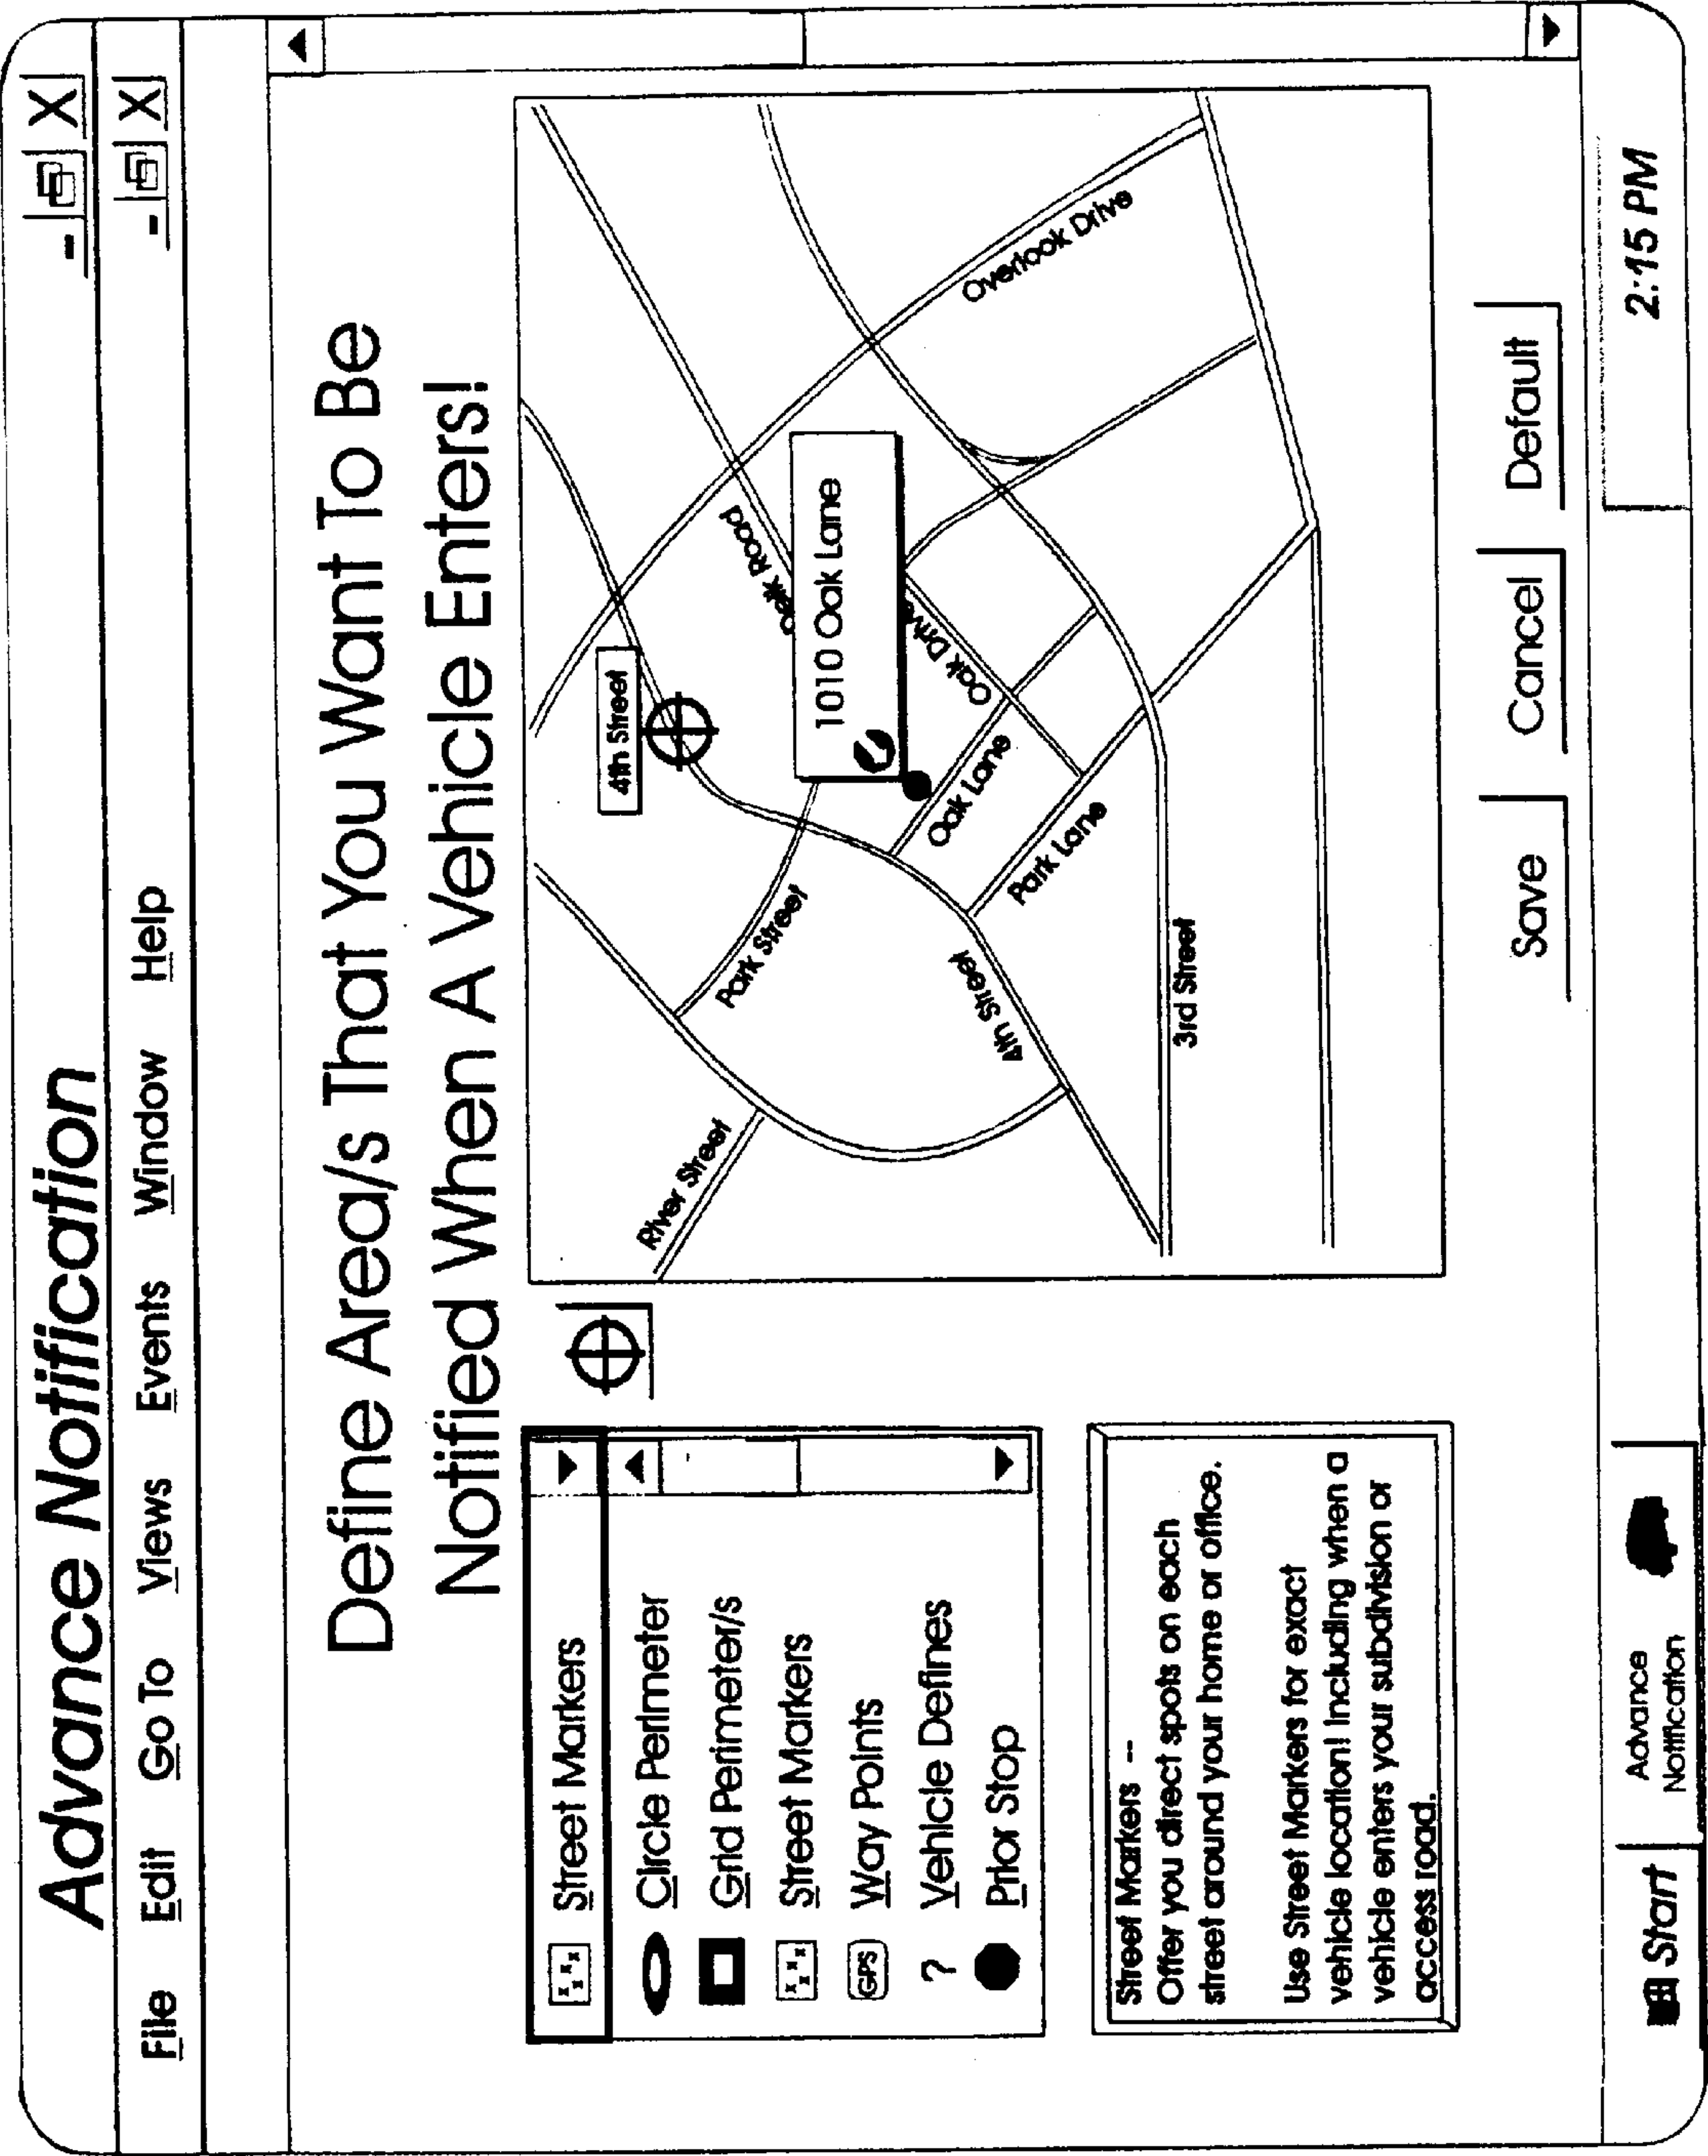 Advance Notification
File Edit Go To Views Events Window Help
Define Area/s That You Want To Be
Notified When A Vehicle Enters!
Street Markers
Circle Perimeter
Grid Perimeter/s
Street Markers
GPS Way Points
? Vehicle Defines
Prior Stop
Street Markers --
Offer you direct spots on each
street around your home or office.
Use Street Markers for exact
vehicle location! Including when a
vehicle enters your subdivision or
access road.
4th Street
Oak Road
1010 Oak Lane
Overlook Drive
River Street
Park Street
Oak Drive
Oak Lane
Park Lane
4th Street
3rd Street
Save Cancel Default
Start
Advance
Notification
2:15 PM